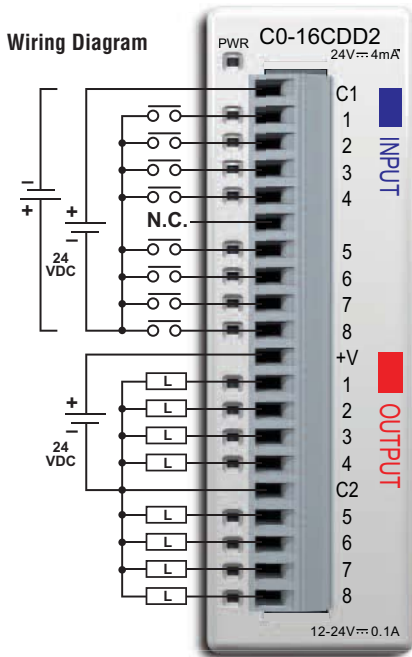 Wiring Diagram
PWR C0-16CDD2
24V⎓4mA
C1
1
2
3
4
N.C.
5
6
7
8
INPUT
–
+
+
–
24
VDC
+V
L 1
L 2
L 3
L 4
C2
L 5
L 6
L 7
L 8
OUTPUT
+
–
24
VDC
12-24V⎓0.1A